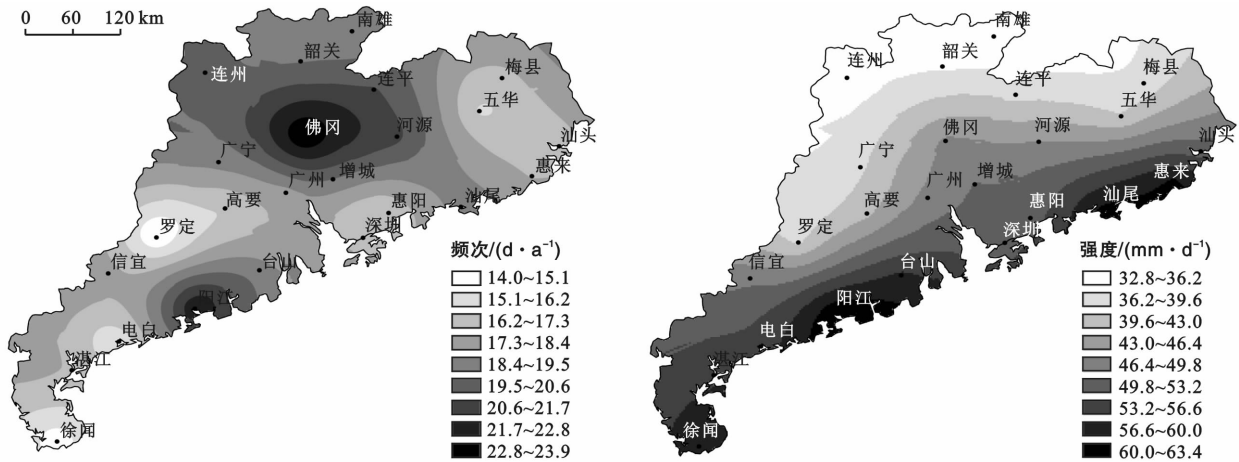 0 60 120 km
南雄
韶关
连州
连平
梅县
五华
佛冈
河源
汕头
广宁
增城
惠来
广州
高要
惠阳
汕尾
罗定
深圳
信宜
台山
阳江
电白
湛江
徐闻
频次/(d·a⁻¹)
14.0~15.1
15.1~16.2
16.2~17.3
17.3~18.4
18.4~19.5
19.5~20.6
20.6~21.7
21.7~22.8
22.8~23.9
南雄
韶关
连州
连平
梅县
五华
佛冈
河源
汕头
广宁
增城
惠来
广州
高要
汕尾
惠阳
罗定
深圳
信宜
台山
阳江
电白
湛江
徐闻
强度/(mm·d⁻¹)
32.8~36.2
36.2~39.6
39.6~43.0
43.0~46.4
46.4~49.8
49.8~53.2
53.2~56.6
56.6~60.0
60.0~63.4